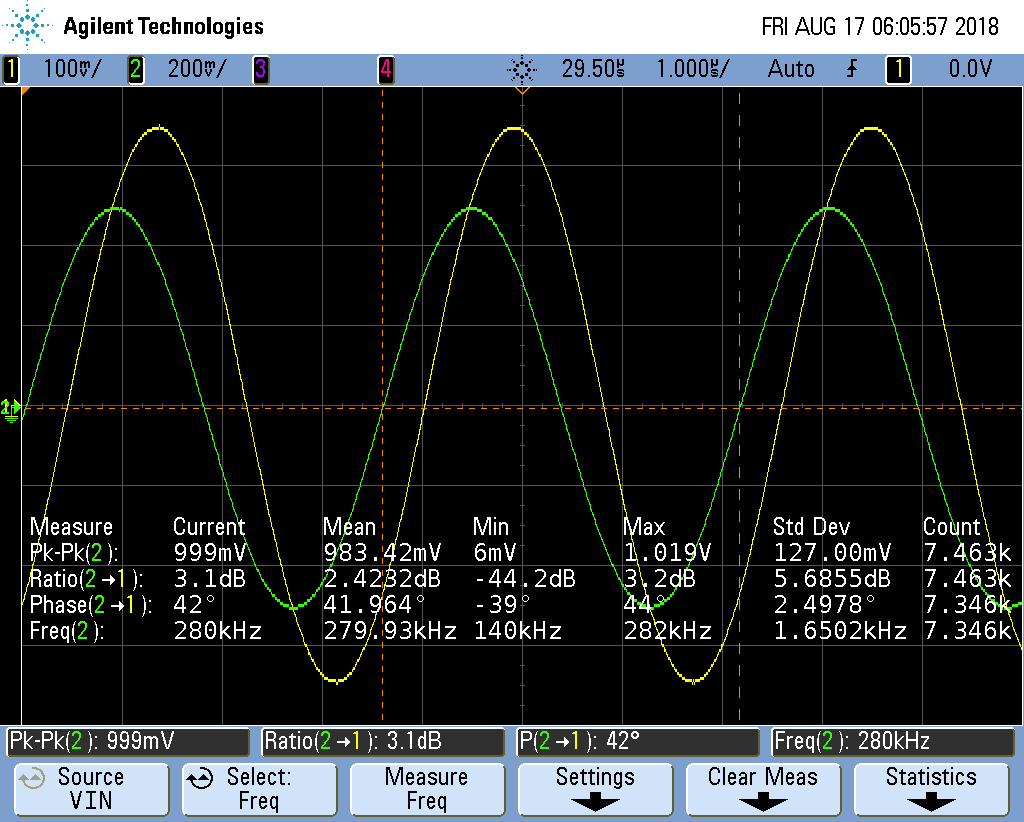 Agilent Technologies FRI AUG 17 06:05:57 2018
1 100mV/ 2 200mV/ 3 4 29.50µs 1.000µs/ Auto 1 0.0V
2
Measure Current Mean Min Max Std Dev Count
Pk-Pk(2): 999mV 983.42mV 6mV 1.019V 127.00mV 7.463k
Ratio(2→1): 3.1dB 2.4232dB -44.2dB 3.2dB 5.6855dB 7.463k
Phase(2→1): 42° 41.964° -39° 44° 2.4978° 7.346k
Freq(2): 280kHz 279.93kHz 140kHz 282kHz 1.6502kHz 7.346k
Pk-Pk(2): 999mV Ratio(2→1): 3.1dB P(2→1): 42° Freq(2): 280kHz
Source Select: Measure Settings Clear Meas Statistics
VIN Freq Freq